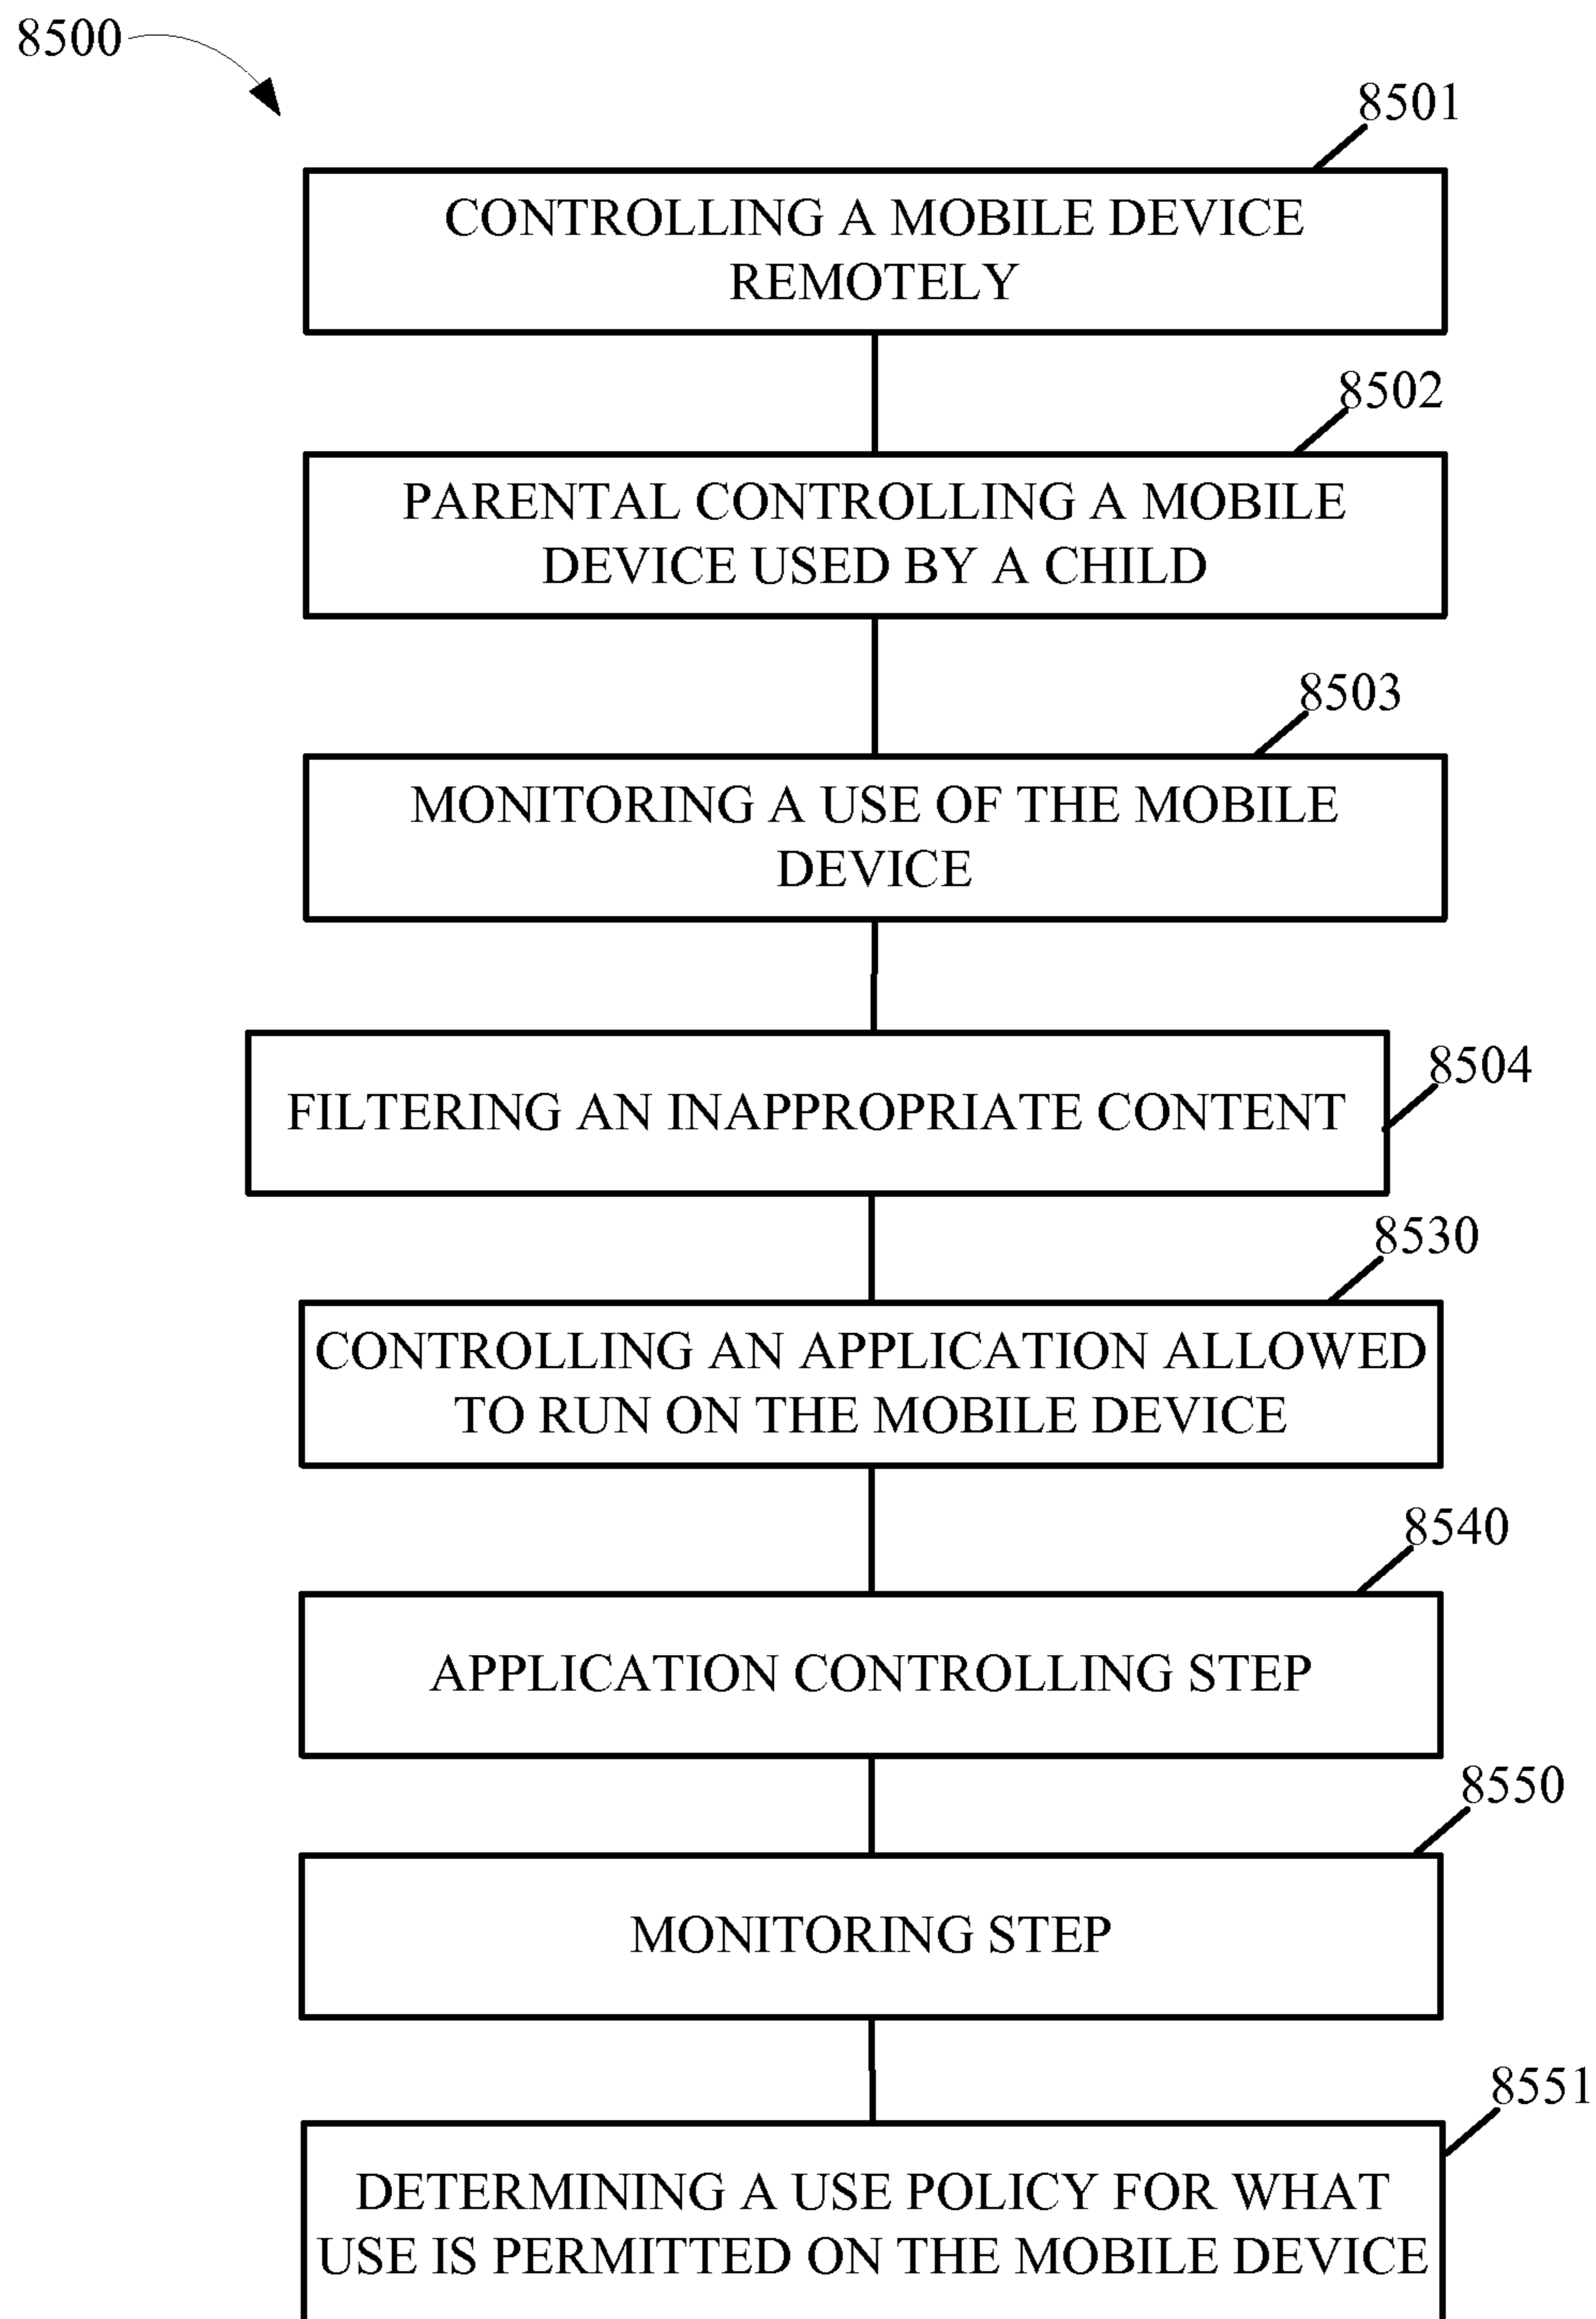 8500
8501
CONTROLLING A MOBILE DEVICE
REMOTELY
8502
PARENTAL CONTROLLING A MOBILE
DEVICE USED BY A CHILD
8503
MONITORING A USE OF THE MOBILE
DEVICE
8504
FILTERING AN INAPPROPRIATE CONTENT
8530
CONTROLLING AN APPLICATION ALLOWED
TO RUN ON THE MOBILE DEVICE
8540
APPLICATION CONTROLLING STEP
8550
MONITORING STEP
8551
DETERMINING A USE POLICY FOR WHAT
USE IS PERMITTED ON THE MOBILE DEVICE